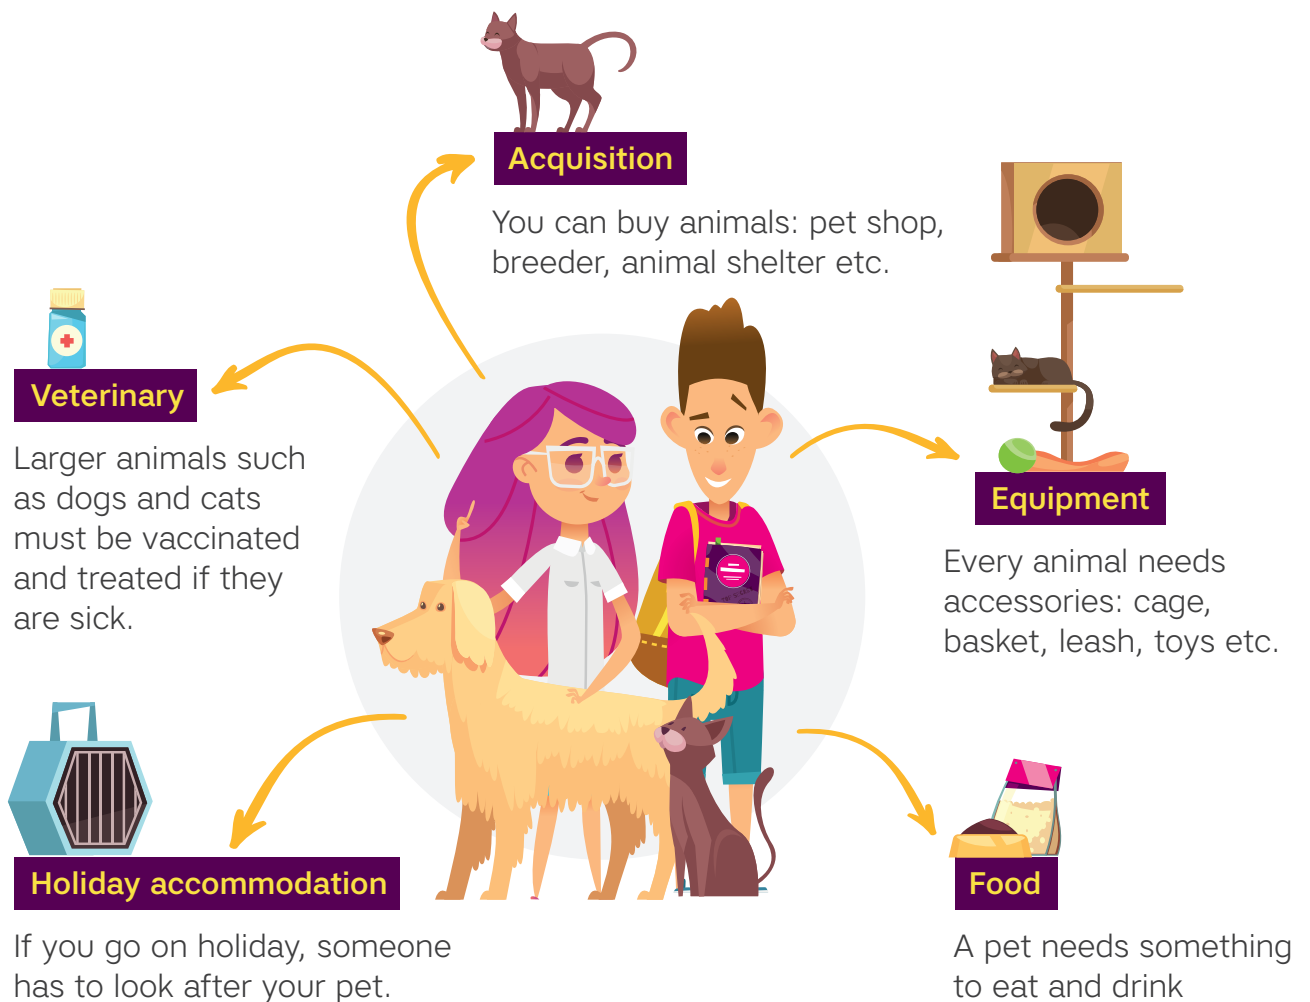 Acquisition
You can buy animals: pet shop,
breeder, animal shelter etc.
Veterinary
Larger animals such
as dogs and cats
must be vaccinated
and treated if they
are sick.
Equipment
Every animal needs
accessories: cage,
basket, leash, toys etc.
Holiday accommodation
If you go on holiday, someone
has to look after your pet.
Food
A pet needs something
to eat and drink